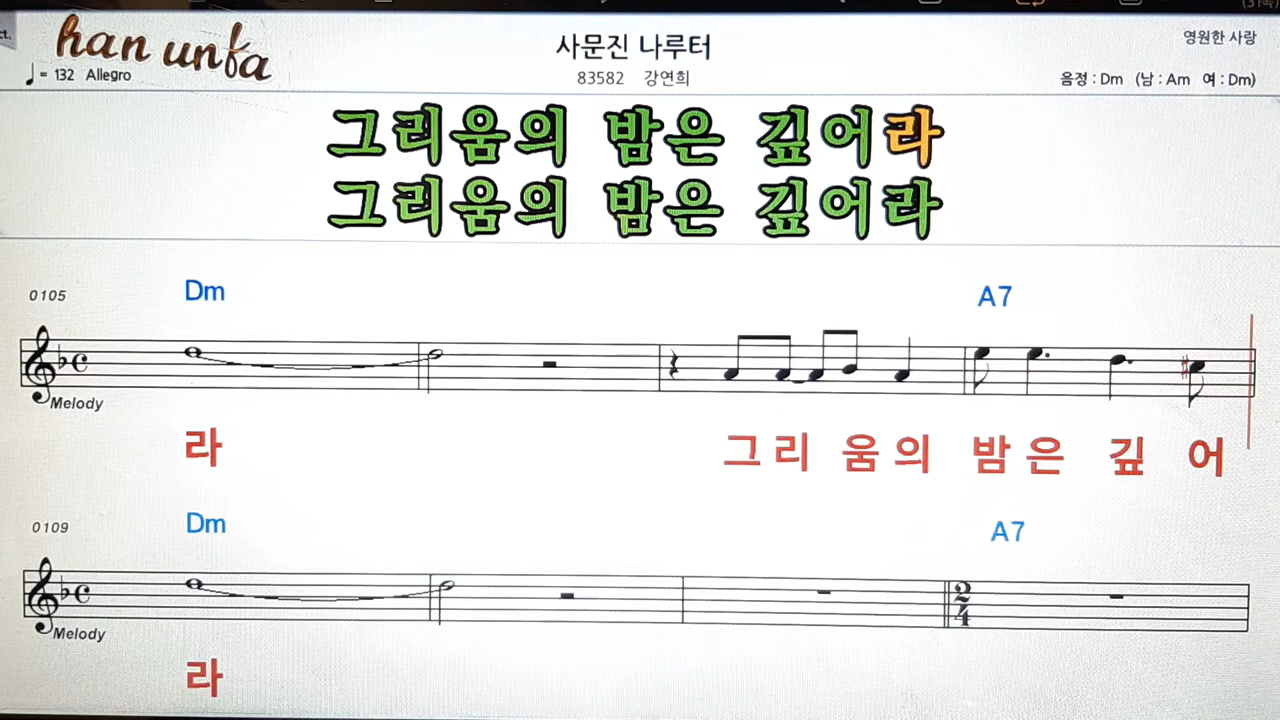 ct.
han unfa
영원한 사랑
사문진 나루터
♩ = 132 Allegro
83582 강연희
음정 : Dm (남 : Am 여 : Dm)
그리움의 밤은 깊어라
그리움의 밤은 깊어라
0105
Dm A7
Melody
라 그리 움의 밤은 깊 어
0109
Dm A7
2/4
Melody
라